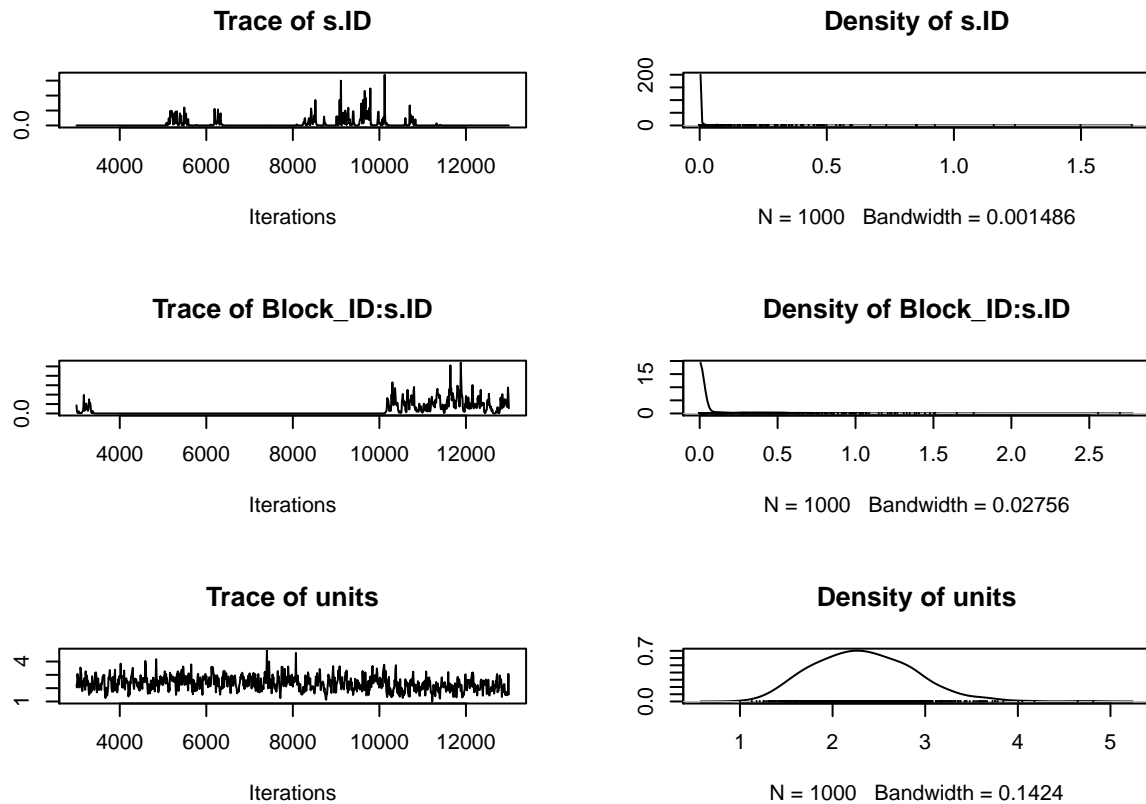 Trace of s.ID
0.0
4000 6000 8000 10000 12000
Iterations
Density of s.ID
0 200
0.0 0.5 1.0 1.5
N = 1000 Bandwidth = 0.001486
Trace of Block_ID:s.ID
0.0
4000 6000 8000 10000 12000
Iterations
Density of Block_ID:s.ID
0 15
0.0 0.5 1.0 1.5 2.0 2.5
N = 1000 Bandwidth = 0.02756
Trace of units
1 4
4000 6000 8000 10000 12000
Iterations
Density of units
0.0 0.7
1 2 3 4 5
N = 1000 Bandwidth = 0.1424